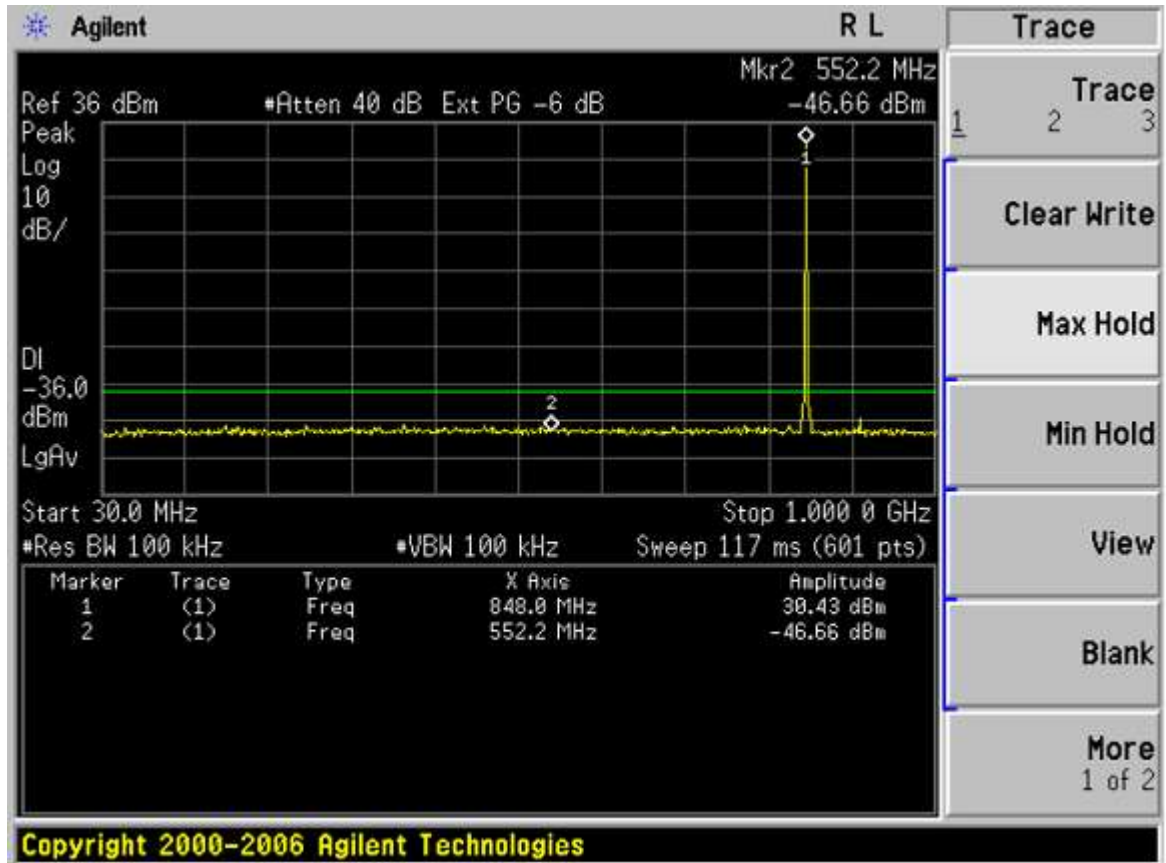 Agilent R L Trace
Mkr2 552.2 MHz
Ref 36 dBm #Atten 40 dB Ext PG -6 dB -46.66 dBm
Peak
Log
10
dB/
1
2
DI
-36.0
dBm
LgAv
Start 30.0 MHz Stop 1.000 0 GHz
#Res BW 100 kHz #VBW 100 kHz Sweep 117 ms (601 pts)
Marker Trace Type X Axis Amplitude
1 (1) Freq 848.0 MHz 30.43 dBm
2 (1) Freq 552.2 MHz -46.66 dBm
Trace
1 2 3
Clear Write
Max Hold
Min Hold
View
Blank
More
1 of 2
Copyright 2000-2006 Agilent Technologies